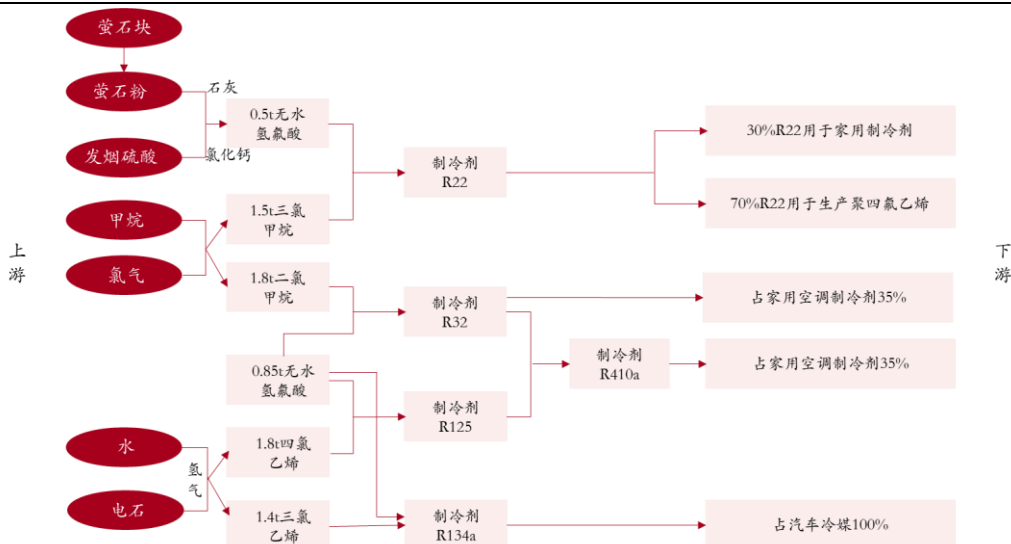 萤石块
萤石粉
石灰
0.5t无水
氢氟酸
30%R22用于家用制冷剂
发烟硫酸
氯化钙
制冷剂
R22
甲烷
1.5t三氯
甲烷
70%R22用于生产聚四氟乙烯
上
游
下
游
氯气
1.8t二氯
甲烷
制冷剂
R32
占家用空调制冷剂35%
0.85t无水
氢氟酸
制冷剂
R410a
占家用空调制冷剂35%
制冷剂
R125
水
氢
气
1.8t四氯
乙烯
电石
1.4t三氯
乙烯
制冷剂
R134a
占汽车冷媒100%